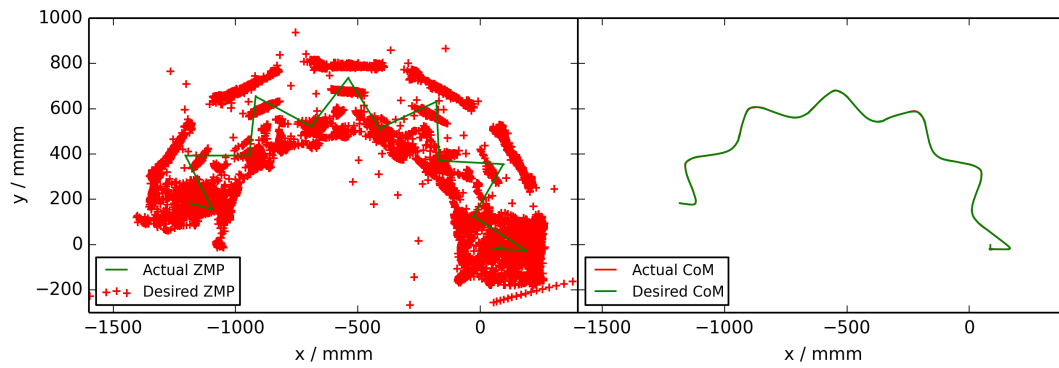 1000
800
600
400
200
0
−200
y / mmm
Actual ZMP
Desired ZMP
−1500 −1000 −500 0
x / mmm
Actual CoM
Desired CoM
−1500 −1000 −500 0
x / mmm